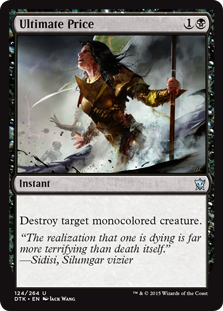 Ultimate Price 1
Instant
Destroy target monocolored creature.
“The realization that one is dying is far
more terrifying than death itself.”
—Sidisi, Silumgar vizier
124/264 U
DTK • EN Jack Wang
™ & © 2015 Wizards of the Coast